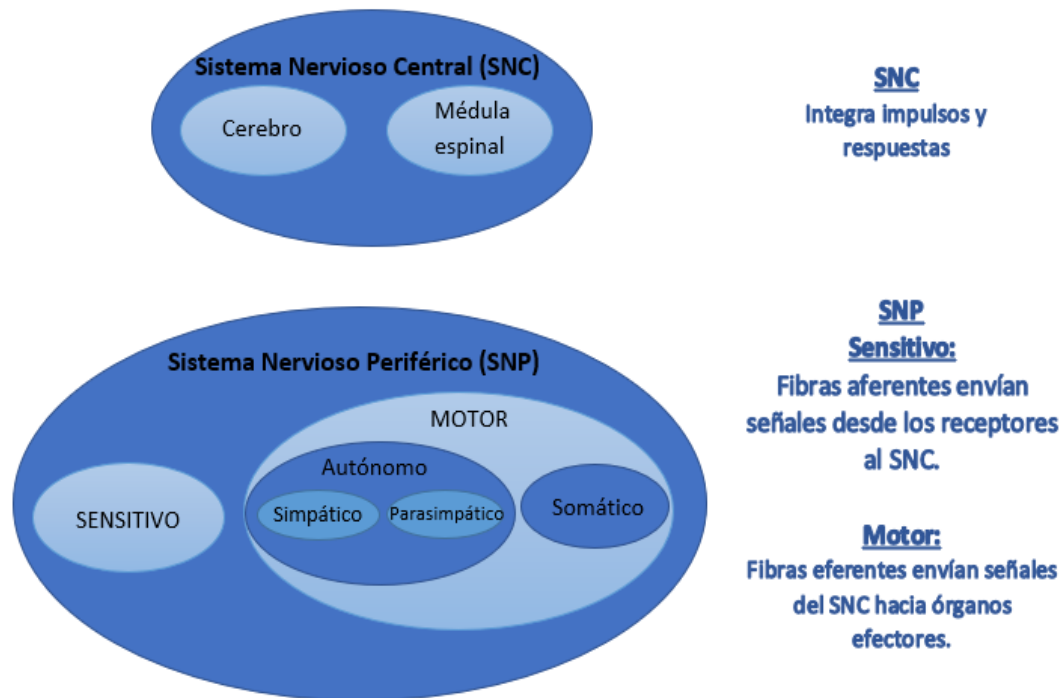 Sistema Nervioso Central (SNC)
Cerebro
Médula
espinal
SNC
Integra impulsos y
respuestas
Sistema Nervioso Periférico (SNP)
MOTOR
Autónomo
Simpático
Parasimpático
Somático
SENSITIVO
SNP
Sensitivo:
Fibras aferentes envían
señales desde los receptores
al SNC.
Motor:
Fibras eferentes envían señales
del SNC hacia órganos
efectores.